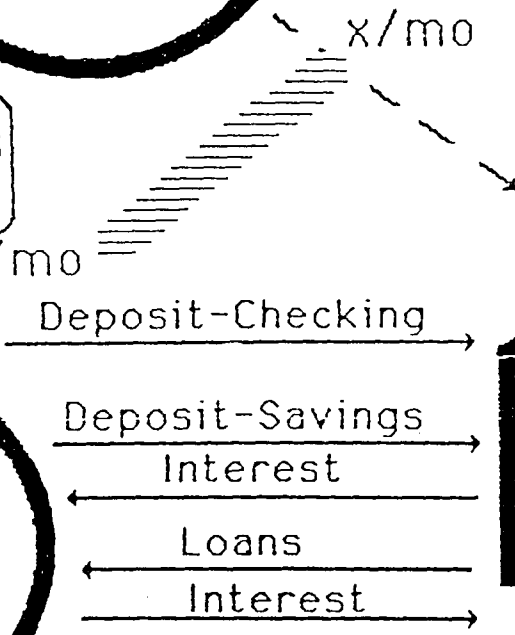 x/mo
mo
Deposit-Checking
Deposit-Savings
Interest
Loans
Interest